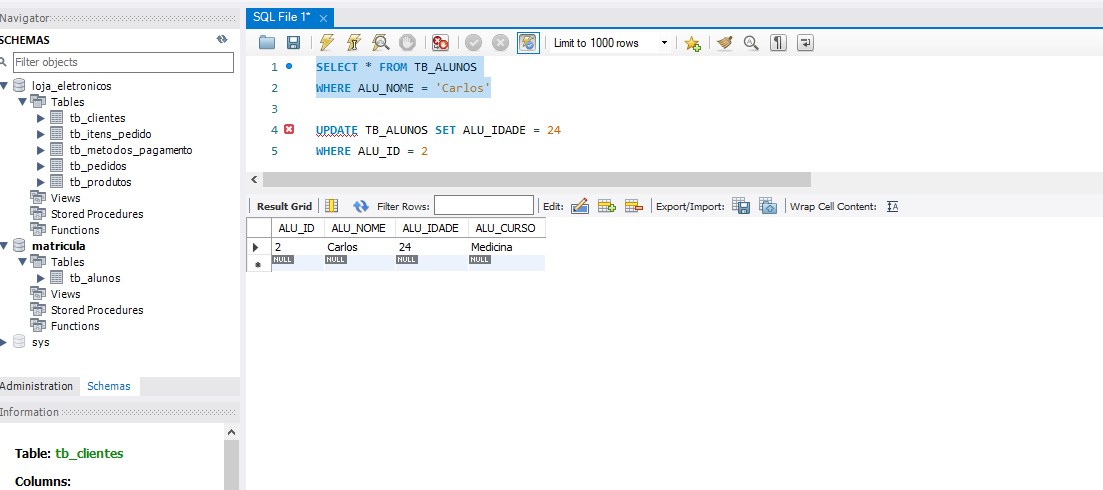 Navigator
SQL File 1*
SCHEMAS
Limit to 1000 rows
Filter objects
1 SELECT * FROM TB_ALUNOS
2 WHERE ALU_NOME = 'Carlos'
3
4 UPDATE TB_ALUNOS SET ALU_IDADE = 24
5 WHERE ALU_ID = 2
loja_eletronicos
Tables
tb_clientes
tb_itens_pedido
tb_metodos_pagamento
tb_pedidos
tb_produtos
Views
Stored Procedures
Functions
matricula
Tables
tb_alunos
Views
Stored Procedures
Functions
sys
Result Grid Filter Rows: Edit: Export/Import: Wrap Cell Content:
ALU_ID ALU_NOME ALU_IDADE ALU_CURSO
2 Carlos 24 Medicina
NULL NULL NULL NULL
Administration Schemas
Information
Table: tb_clientes
Columns: